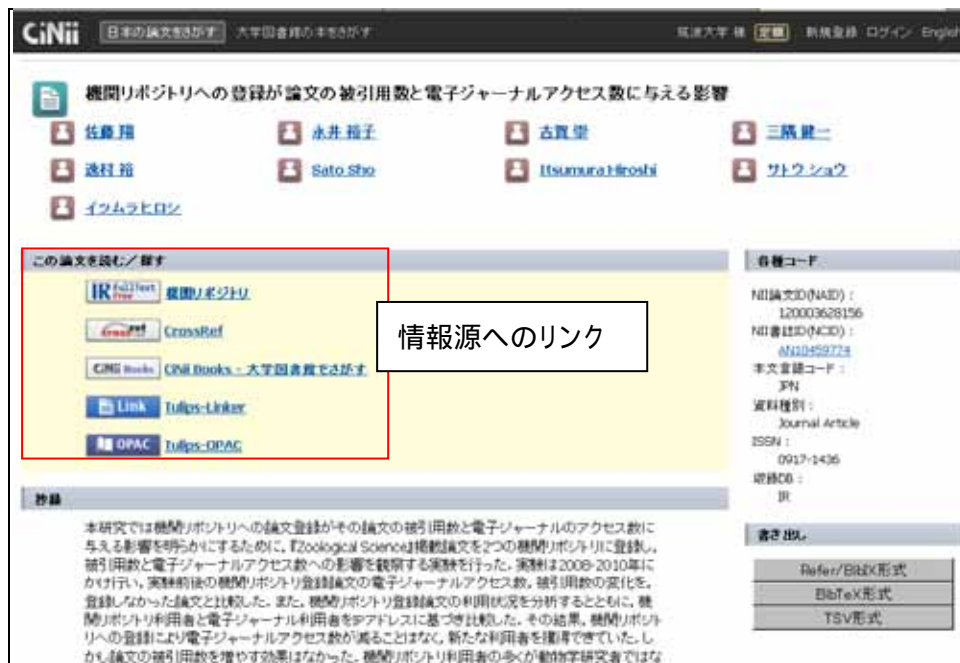 CiNii 日本の論文をさがす 大学図書館の本をさがす 筑波大学 様 定額 新規登録 ログイン English
機関リポジトリへの登録が論文の被引用数と電子ジャーナルアクセス数に与える影響
佐藤 翔 永井 裕子 古賀 崇 三隅 健一
逸村 裕 Sato Sho Itsumura Hiroshi サトウ ショウ
イツムラ ヒロシ
この論文を読む/探す
IR FullText Free 機関リポジトリ
CrossRef
CiNii Books CiNii Books - 大学図書館でさがす
Link Tulips-Linker
OPAC Tulips-OPAC
情報源へのリンク
各種コード
NII論文ID(NAID) :
120003628156
NII書誌ID(NCID) :
AN10459774
本文言語コード :
JPN
資料種別 :
Journal Article
ISSN :
0917-1436
収録DB :
IR
抄録
本研究では機関リポジトリへの論文登録がその論文の被引用数と電子ジャーナルのアクセス数に
与える影響を明らかにするために,『Zoological Science』掲載論文を2つの機関リポジトリに登録し,
被引用数と電子ジャーナルアクセス数への影響を観察する実験を行った。実験は2008-2010年に
かけ行い,実験前後の機関リポジトリ登録論文の電子ジャーナルアクセス数,被引用数の変化を,
登録しなかった論文と比較した。また,機関リポジトリ登録論文の利用状況を分析するとともに,機
関リポジトリ利用者と電子ジャーナル利用者をIPアドレスに基づき比較した。その結果,機関リポジト
リへの登録により電子ジャーナルアクセス数が減ることはなく,新たな利用者を獲得できていた。し
かし論文の被引用数を増やす効果はなかった。機関リポジトリ利用者の多くが動物学研究者ではな
書き出し
Refer/BibIX形式
BibTeX形式
TSV形式